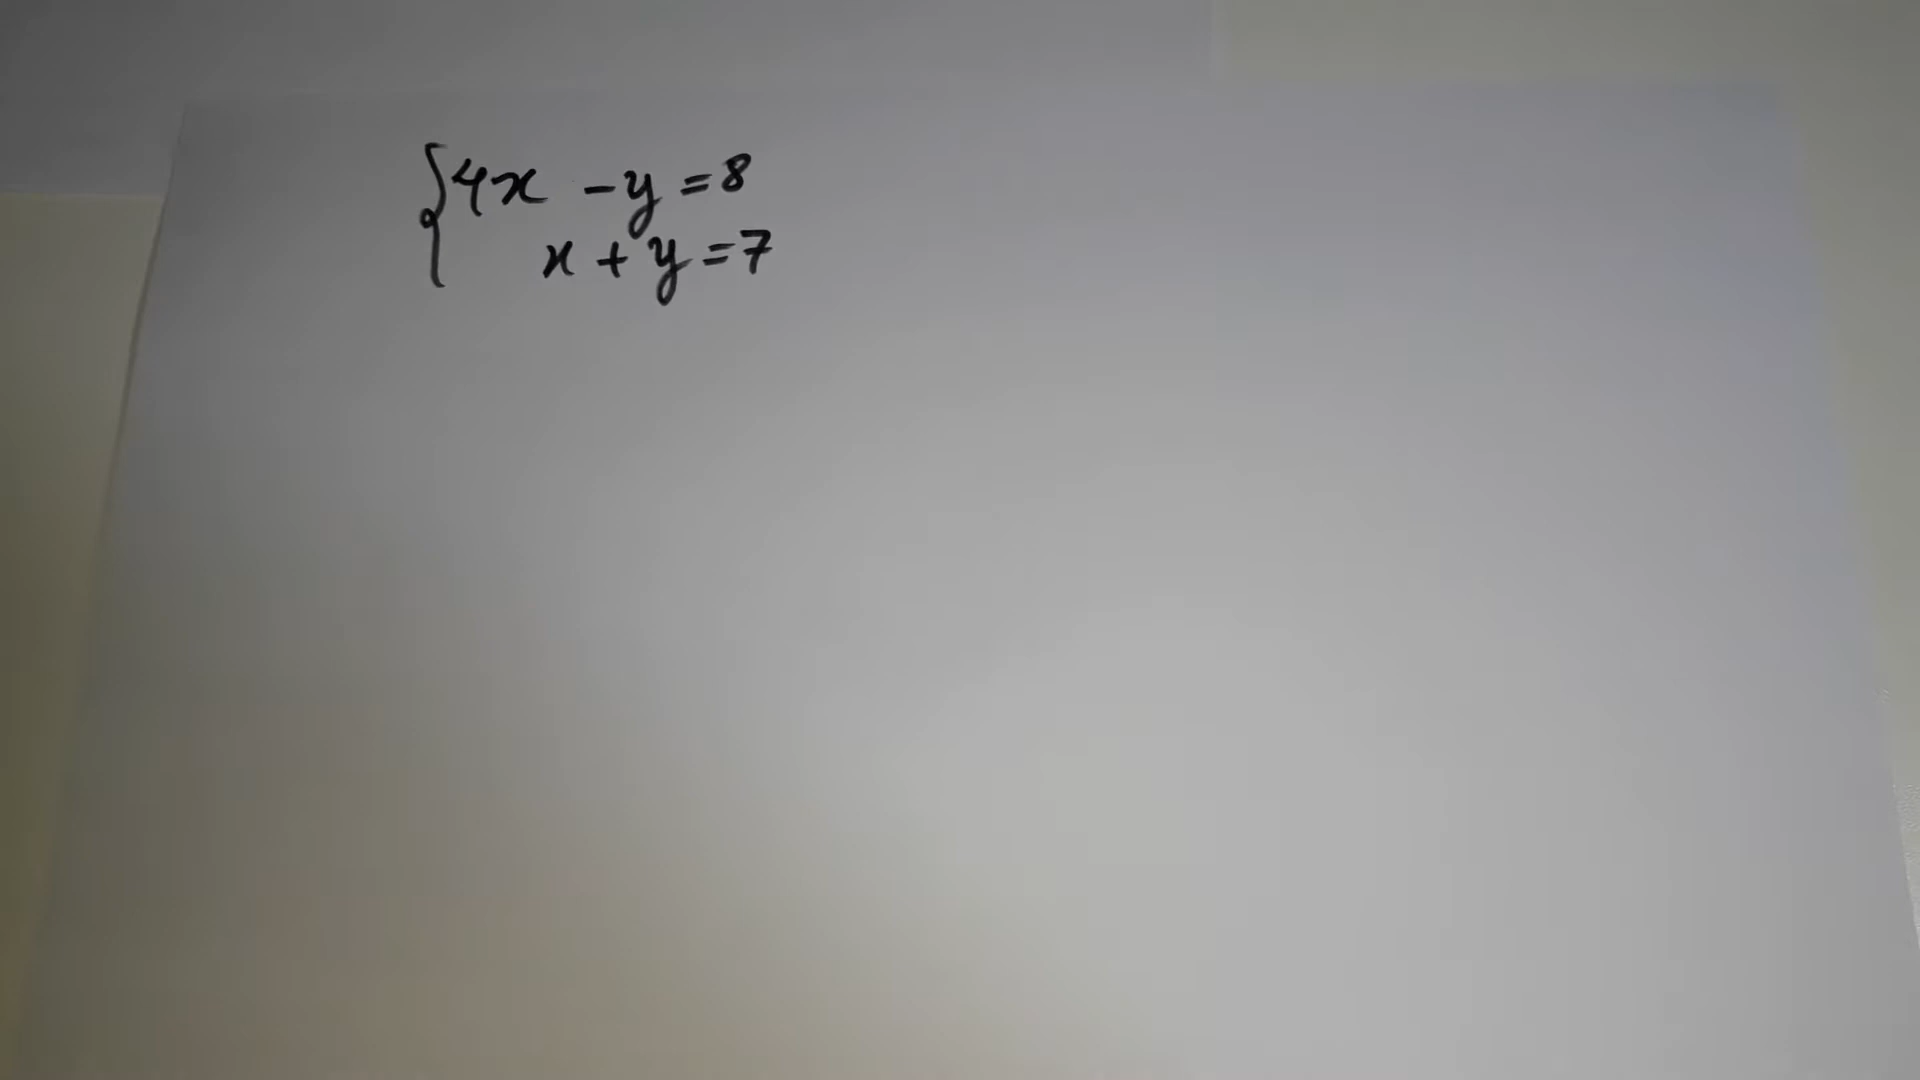 {4x - y = 8
x + y = 7